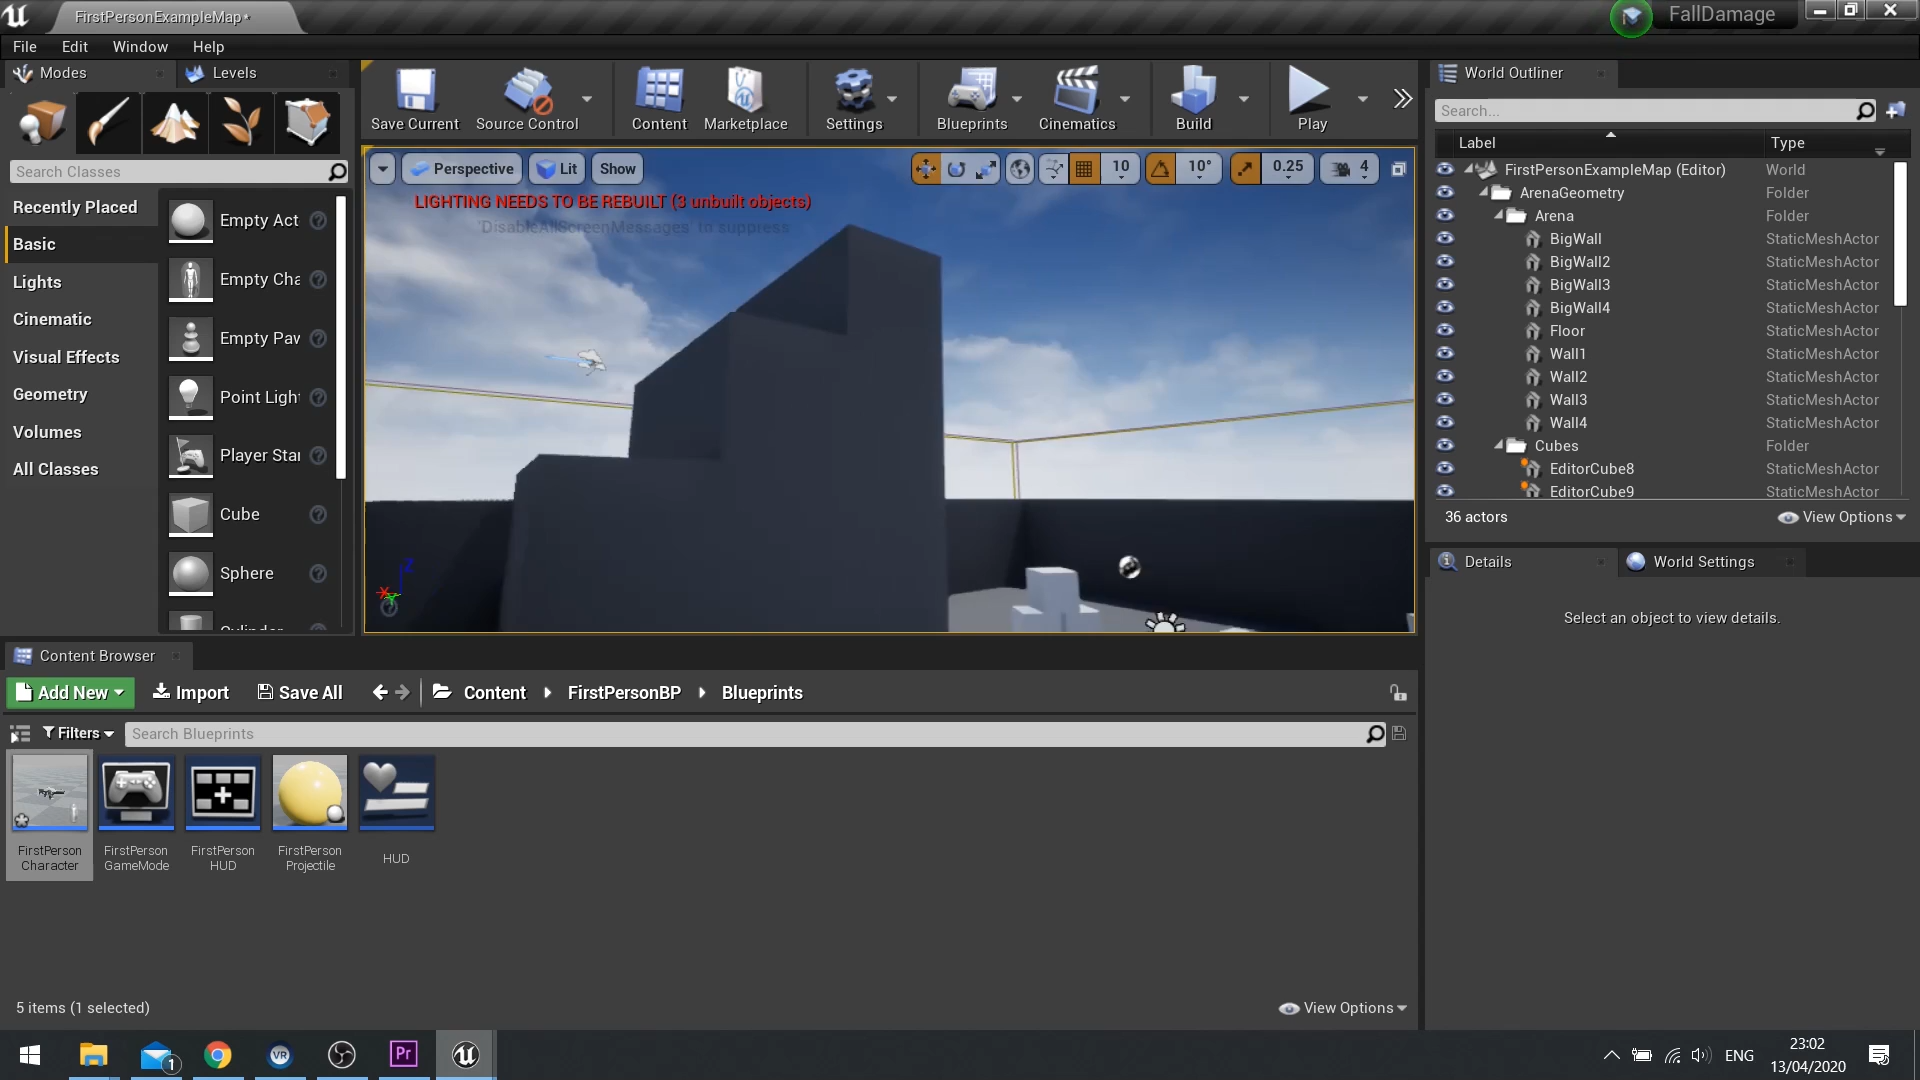 FirstPersonExampleMap*
FallDamage
File Edit Window Help
Modes
Levels
Save Current
Source Control
Content
Marketplace
Settings
Blueprints
Cinematics
Build
Play
Search Classes
Recently Placed
Basic
Lights
Cinematic
Visual Effects
Geometry
Volumes
All Classes
Empty Act
Empty Cha
Empty Paw
Point Light
Player Star
Cube
Sphere
Cylinder
Perspective
Lit
Show
10
10°
0.25
4
LIGHTING NEEDS TO BE REBUILT (3 unbuilt objects)
'DisableAllScreenMessages' to suppress
Z
World Outliner
Search...
Label Type
FirstPersonExampleMap (Editor) World
ArenaGeometry Folder
Arena Folder
BigWall StaticMeshActor
BigWall2 StaticMeshActor
BigWall3 StaticMeshActor
BigWall4 StaticMeshActor
Floor StaticMeshActor
Wall1 StaticMeshActor
Wall2 StaticMeshActor
Wall3 StaticMeshActor
Wall4 StaticMeshActor
Cubes Folder
EditorCube8 StaticMeshActor
EditorCube9 StaticMeshActor
36 actors
View Options
Details
World Settings
Select an object to view details.
Content Browser
Add New
Import
Save All
Content
FirstPersonBP
Blueprints
Filters
Search Blueprints
FirstPerson
Character
FirstPerson
GameMode
FirstPerson
HUD
FirstPerson
Projectile
HUD
5 items (1 selected)
View Options
1
VR
Pr
ENG
23:02
13/04/2020